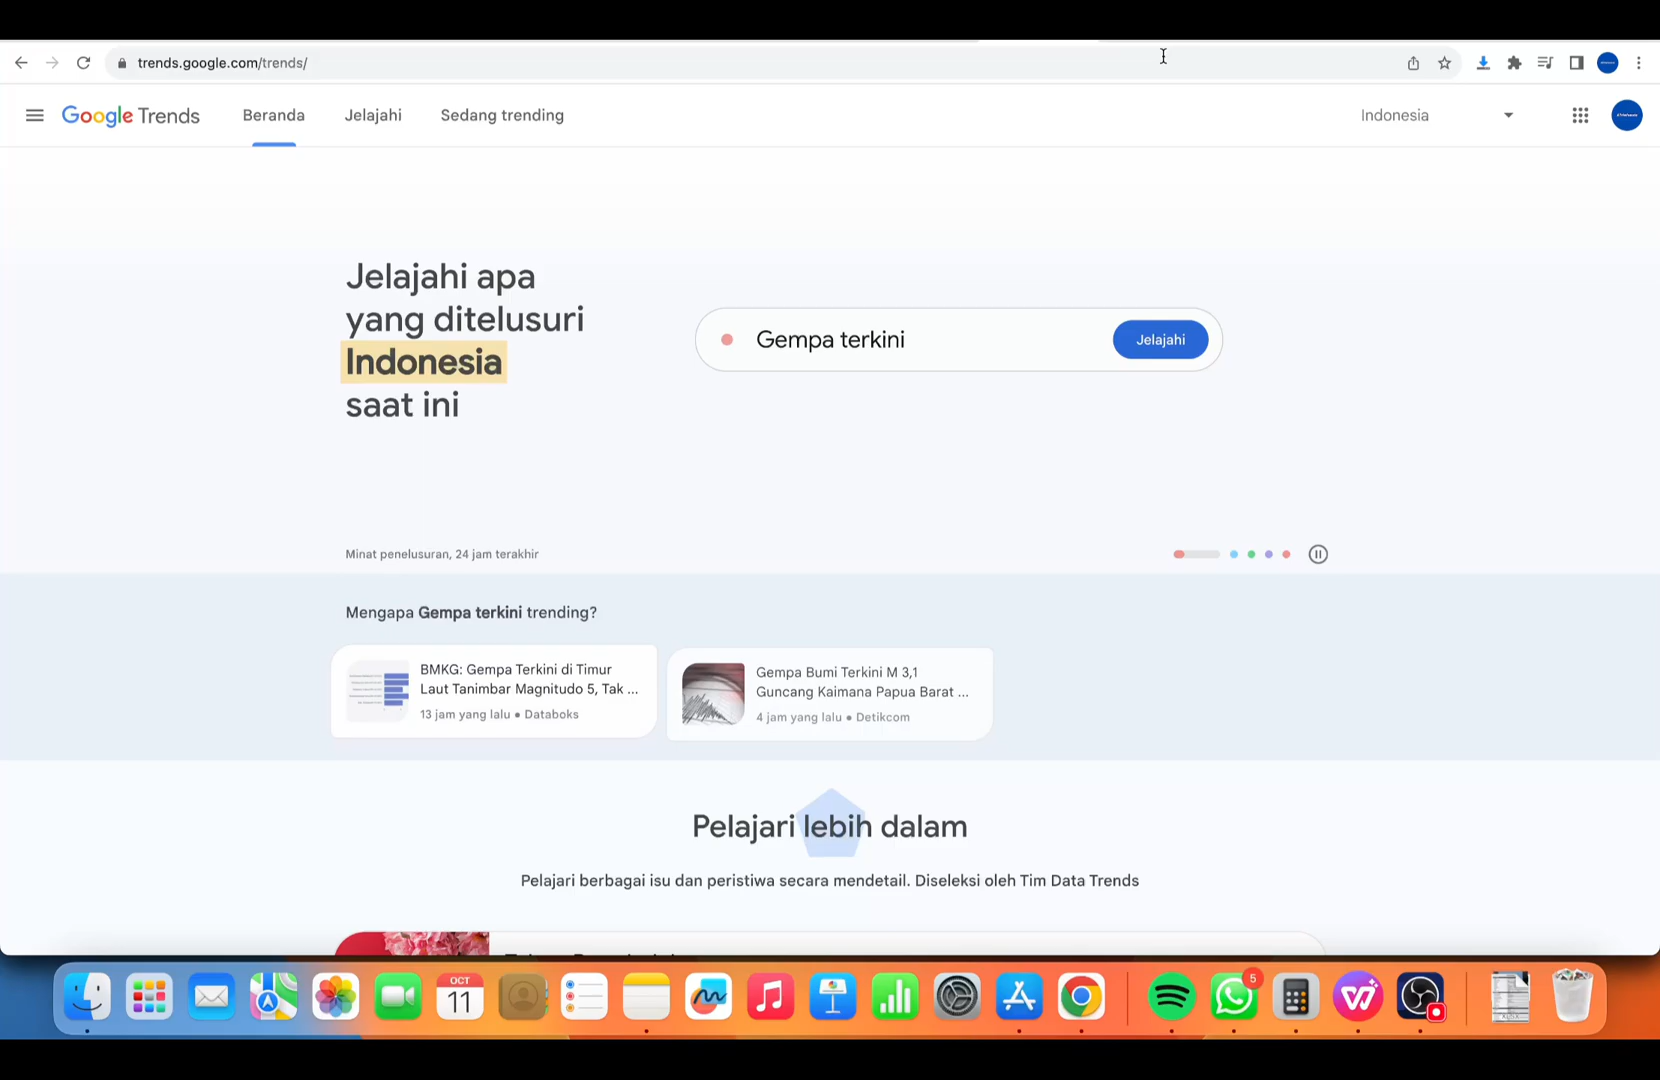 trends.google.com/trends/
Google Trends
Beranda
Jelajahi
Sedang trending
Indonesia
Jelajahi apa
yang ditelusuri
Indonesia
saat ini
Gempa terkini
Jelajahi
Minat penelusuran, 24 jam terakhir
Mengapa Gempa terkini trending?
BMKG: Gempa Terkini di Timur
Laut Tanimbar Magnitudo 5, Tak ...
13 jam yang lalu • Databoks
Gempa Bumi Terkini M 3,1
Guncang Kaimana Papua Barat ...
4 jam yang lalu • Detikcom
Pelajari lebih dalam
Pelajari berbagai isu dan peristiwa secara mendetail. Diseleksi oleh Tim Data Trends
OCT
11
5